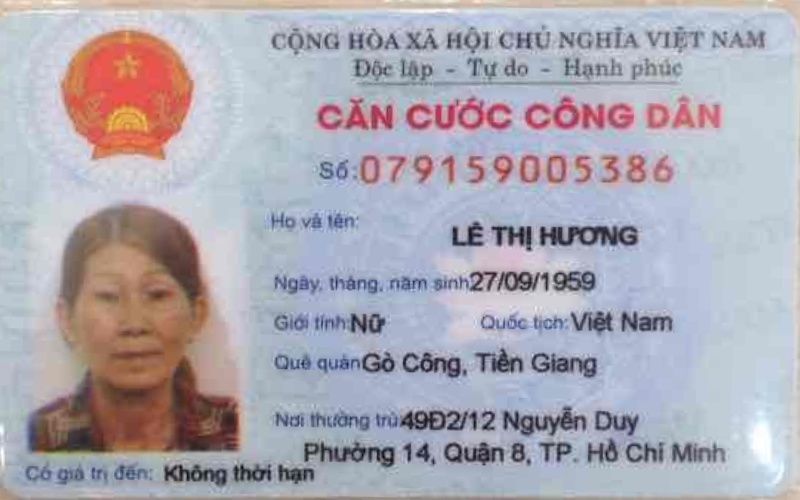 CỘNG HÒA XÃ HỘI CHỦ NGHĨA VIỆT NAM
Độc lập - Tự do - Hạnh phúc
CĂN CƯỚC CÔNG DÂN
Số: 079159005386
Họ và tên:
LÊ THỊ HƯƠNG
Ngày, tháng, năm sinh 27/09/1959
Giới tính: Nữ Quốc tịch: Việt Nam
Quê quán Gò Công, Tiền Giang
Nơi thường trú: 49Đ2/12 Nguyễn Duy
Phường 14, Quận 8, TP. Hồ Chí Minh
Có giá trị đến: Không thời hạn